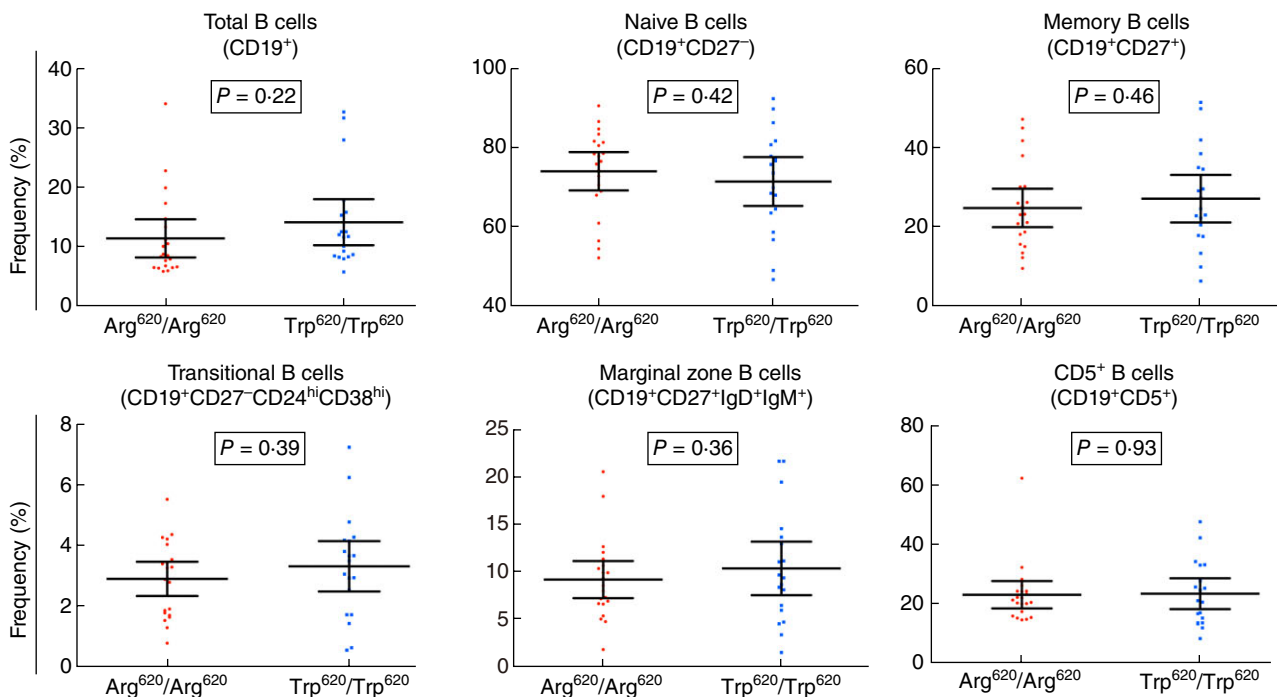 Total B cells
(CD19⁺)
Frequency (%)
40
30
20
10
0
P = 0·22
Arg⁶²⁰/Arg⁶²⁰
Trp⁶²⁰/Trp⁶²⁰
Naive B cells
(CD19⁺CD27⁻)
100
80
60
40
P = 0·42
Arg⁶²⁰/Arg⁶²⁰
Trp⁶²⁰/Trp⁶²⁰
Memory B cells
(CD19⁺CD27⁺)
60
40
20
0
P = 0·46
Arg⁶²⁰/Arg⁶²⁰
Trp⁶²⁰/Trp⁶²⁰
Transitional B cells
(CD19⁺CD27⁻CD24ʰⁱCD38ʰⁱ)
Frequency (%)
8
6
4
2
0
P = 0·39
Arg⁶²⁰/Arg⁶²⁰
Trp⁶²⁰/Trp⁶²⁰
Marginal zone B cells
(CD19⁺CD27⁺IgD⁺IgM⁺)
25
20
15
10
5
0
P = 0·36
Arg⁶²⁰/Arg⁶²⁰
Trp⁶²⁰/Trp⁶²⁰
CD5⁺ B cells
(CD19⁺CD5⁺)
80
60
40
20
0
P = 0·93
Arg⁶²⁰/Arg⁶²⁰
Trp⁶²⁰/Trp⁶²⁰